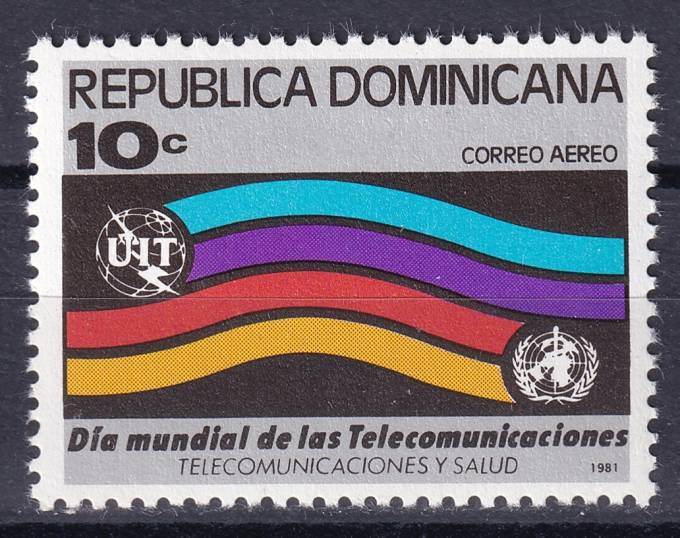 REPUBLICA DOMINICANA
10c
CORREO AEREO
UIT
Día mundial de las Telecomunicaciones
TELECOMUNICACIONES Y SALUD
1981